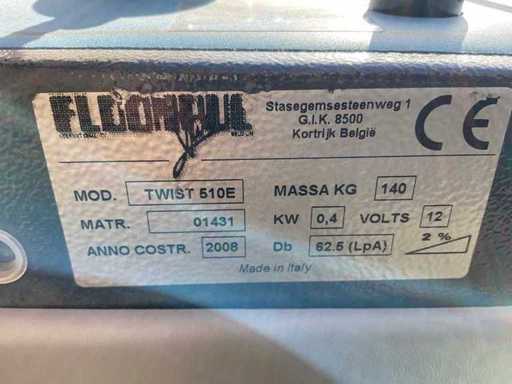 FLOORPUL
Stasegemsesteenweg 1
G.I.K. 8500
Kortrijk België
CE
MOD. TWIST 510E
MASSA KG 140
MATR. 01431
KW 0,4 VOLTS 12
ANNO COSTR. 2008
Db 62.5 (LpA)
2 %
Made in Italy